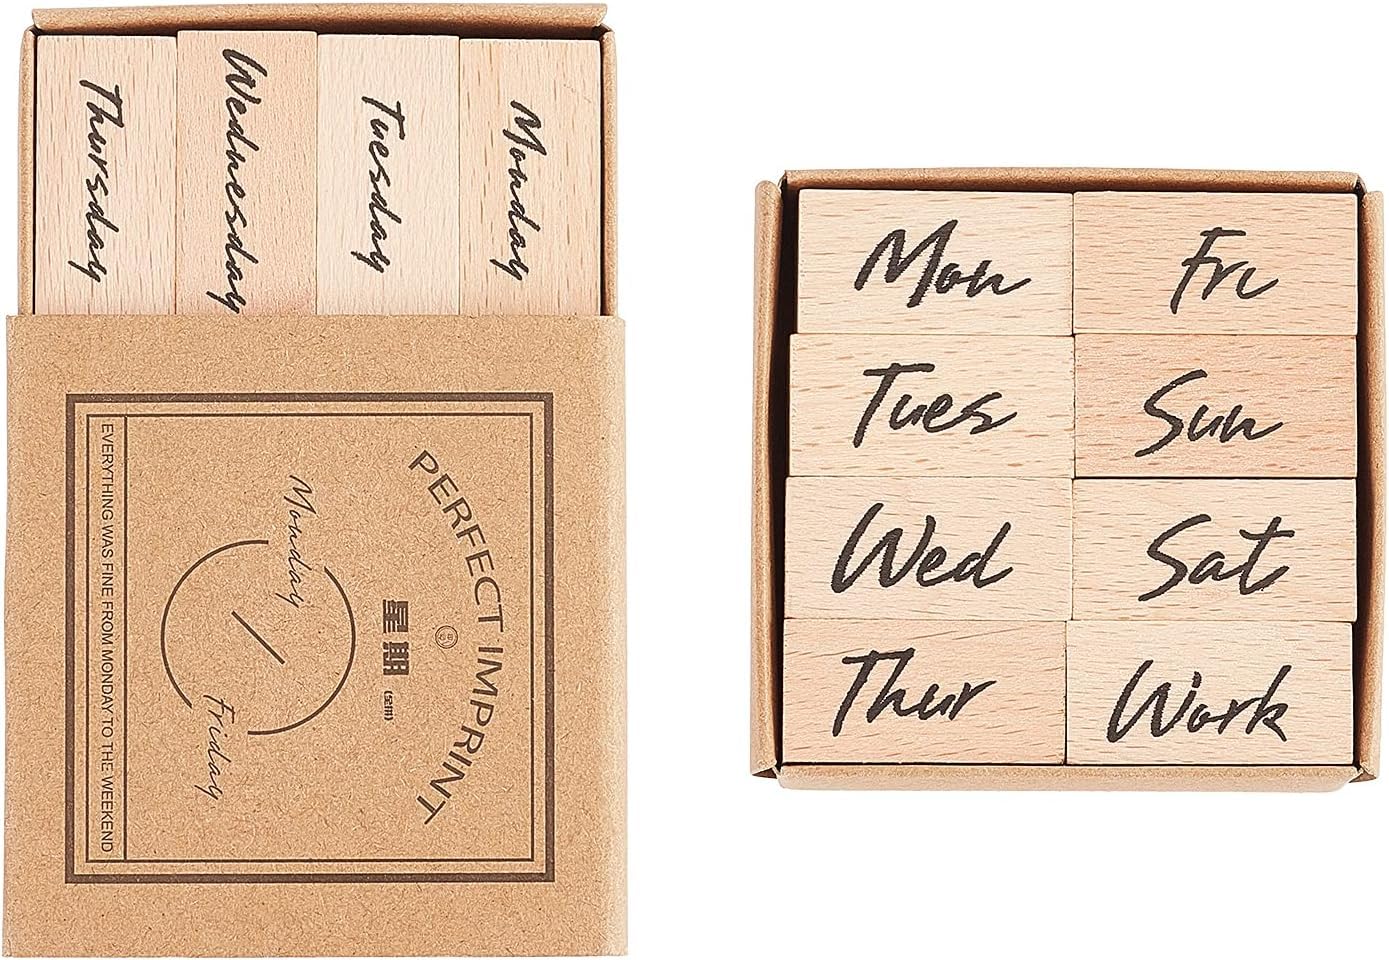 Monday
Tuesday
Wednesday
Thursday
PERFECT IMPRINT
星期
Monday
Friday
EVERYTHING WAS FINE FROM MONDAY TO THE WEEKEND
Mon
Tues
Wed
Thur
Fri
Sun
Sat
Work